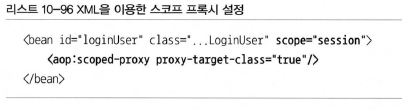 리스트 10-96 XML을 이용한 스코프 프록시 설정
<bean id="loginUser" class="...LoginUser" scope="session">
<aop:scoped-proxy proxy-target-class="true"/>
</bean>